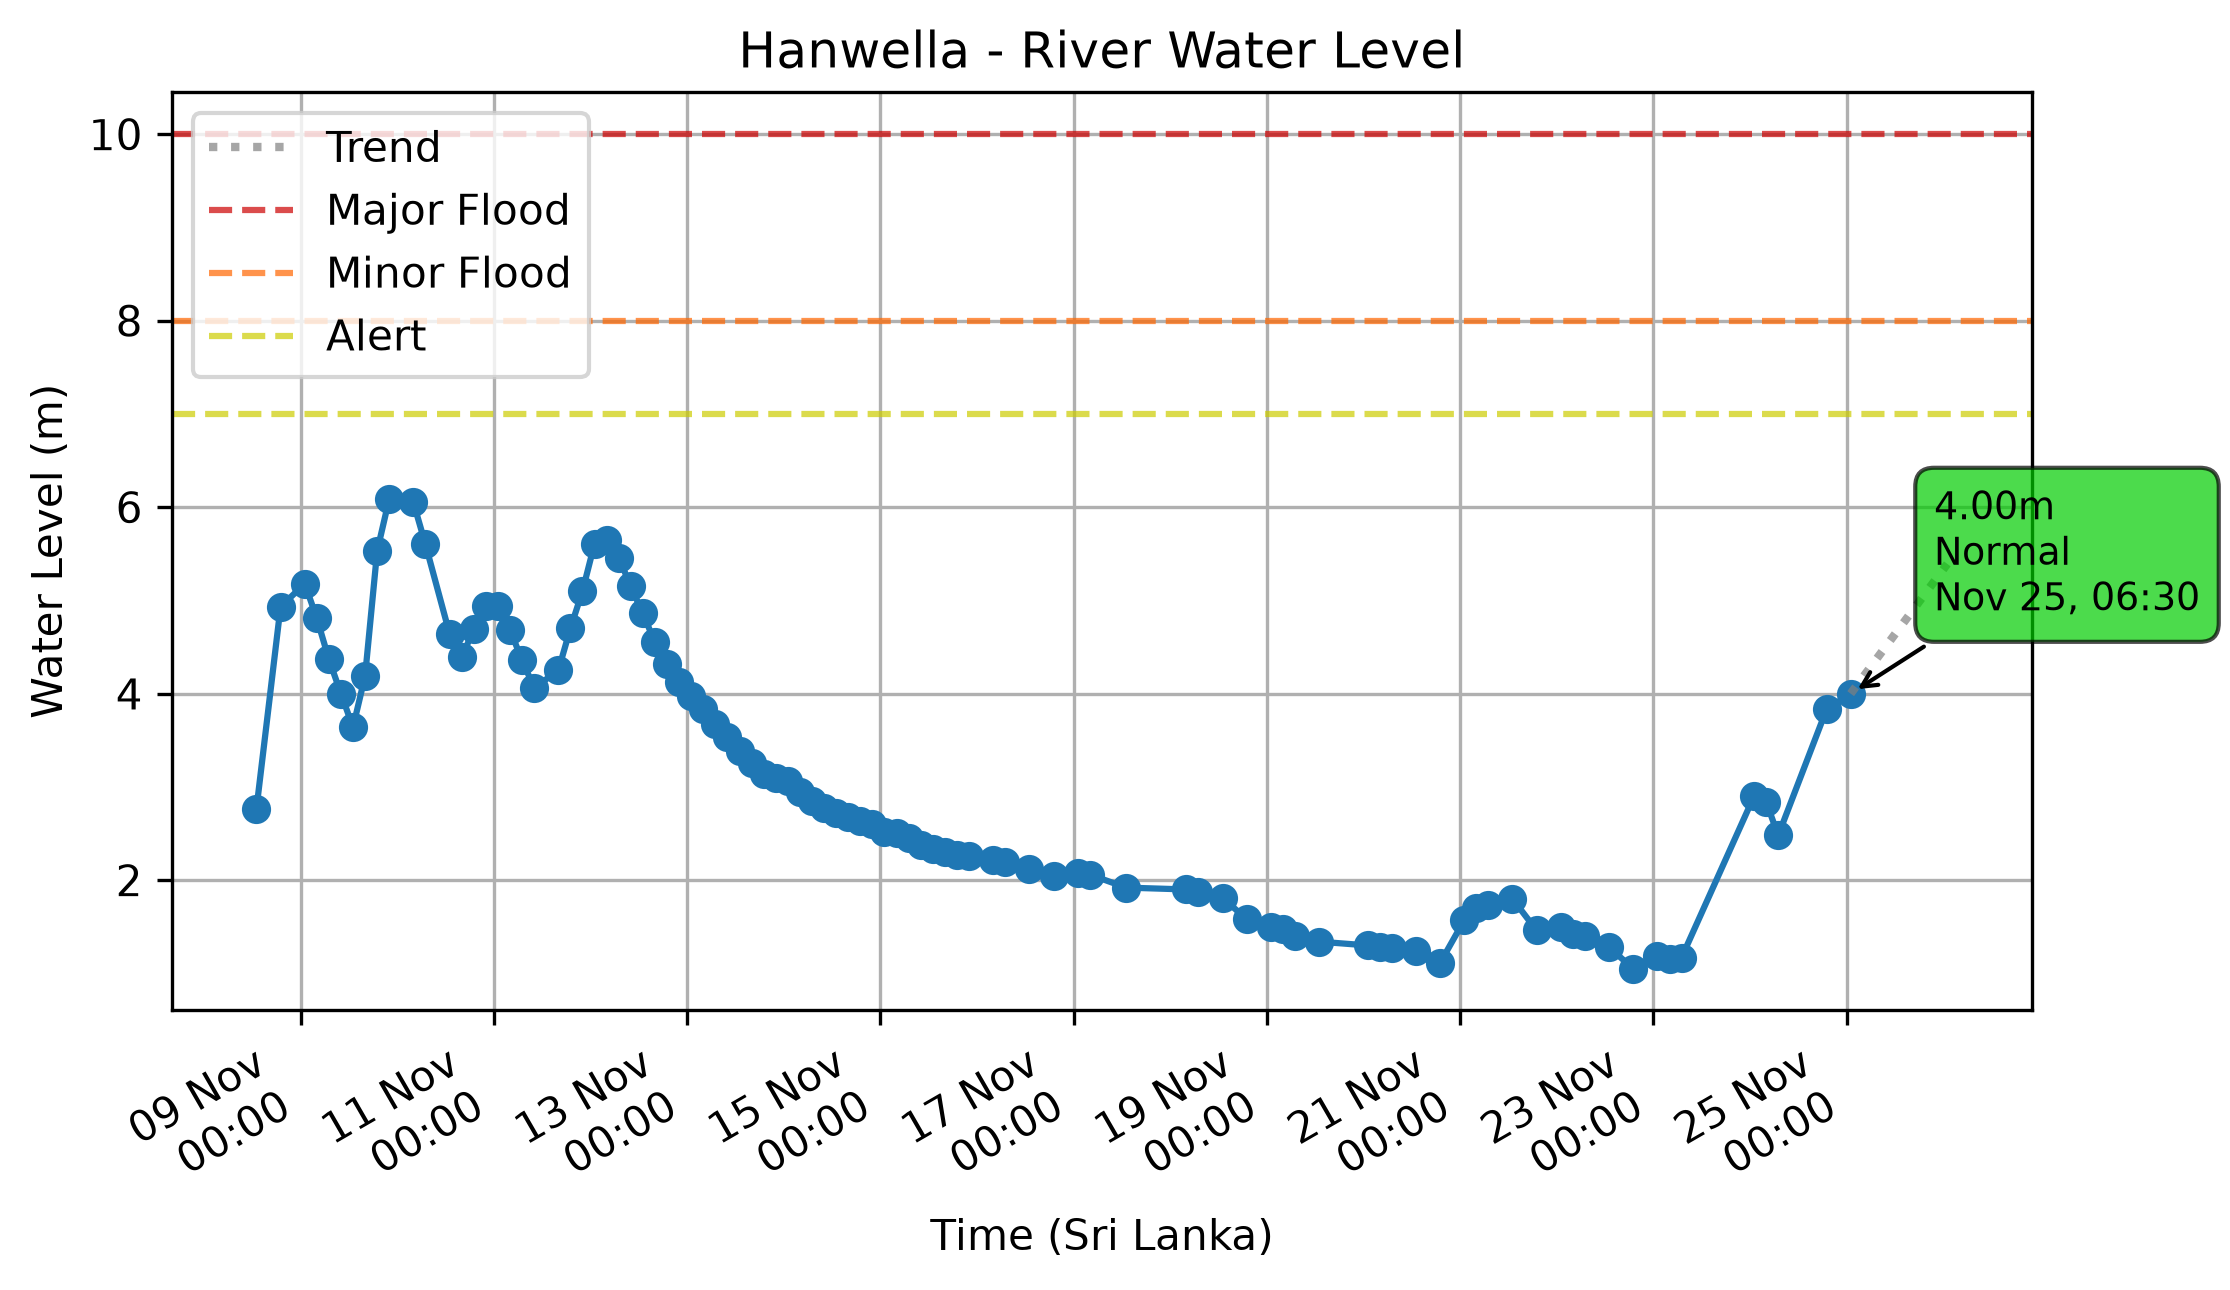 Hanwella - River Water Level
Trend
Major Flood
Minor Flood
Alert
10
8
6
4
2
Water Level (m)
4.00m
Normal
Nov 25, 06:30
09 Nov
00:00
11 Nov
00:00
13 Nov
00:00
15 Nov
00:00
17 Nov
00:00
19 Nov
00:00
21 Nov
00:00
23 Nov
00:00
25 Nov
00:00
Time (Sri Lanka)